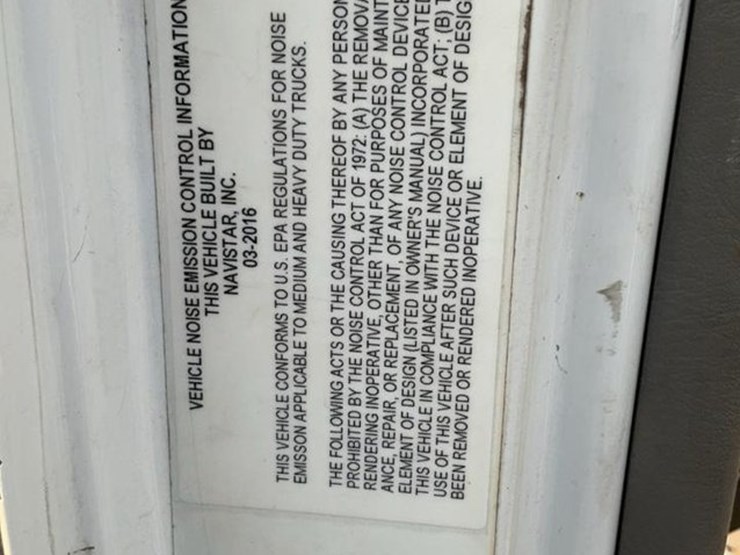 VEHICLE NOISE EMISSION CONTROL INFORMATION
THIS VEHICLE BUILT BY
NAVISTAR, INC.
03-2016
THIS VEHICLE CONFORMS TO U.S. EPA REGULATIONS FOR NOISE
EMISSON APPLICABLE TO MEDIUM AND HEAVY DUTY TRUCKS.
THE FOLLOWING ACTS OR THE CAUSING THEREOF BY ANY PERSON
PROHIBITED BY THE NOISE CONTROL ACT OF 1972: (A) THE REMOVA
RENDERING INOPERATIVE, OTHER THAN FOR PURPOSES OF MAINT
ANCE, REPAIR, OR REPLACEMENT, OF ANY NOISE CONTROL DEVICE
ELEMENT OF DESIGN (LISTED IN OWNER'S MANUAL) INCORPORATED
THIS VEHICLE IN COMPLIANCE WITH THE NOISE CONTROL ACT; (B) T
USE OF THIS VEHICLE AFTER SUCH DEVICE OR ELEMENT OF DESIG
BEEN REMOVED OR RENDERED INOPERATIVE.